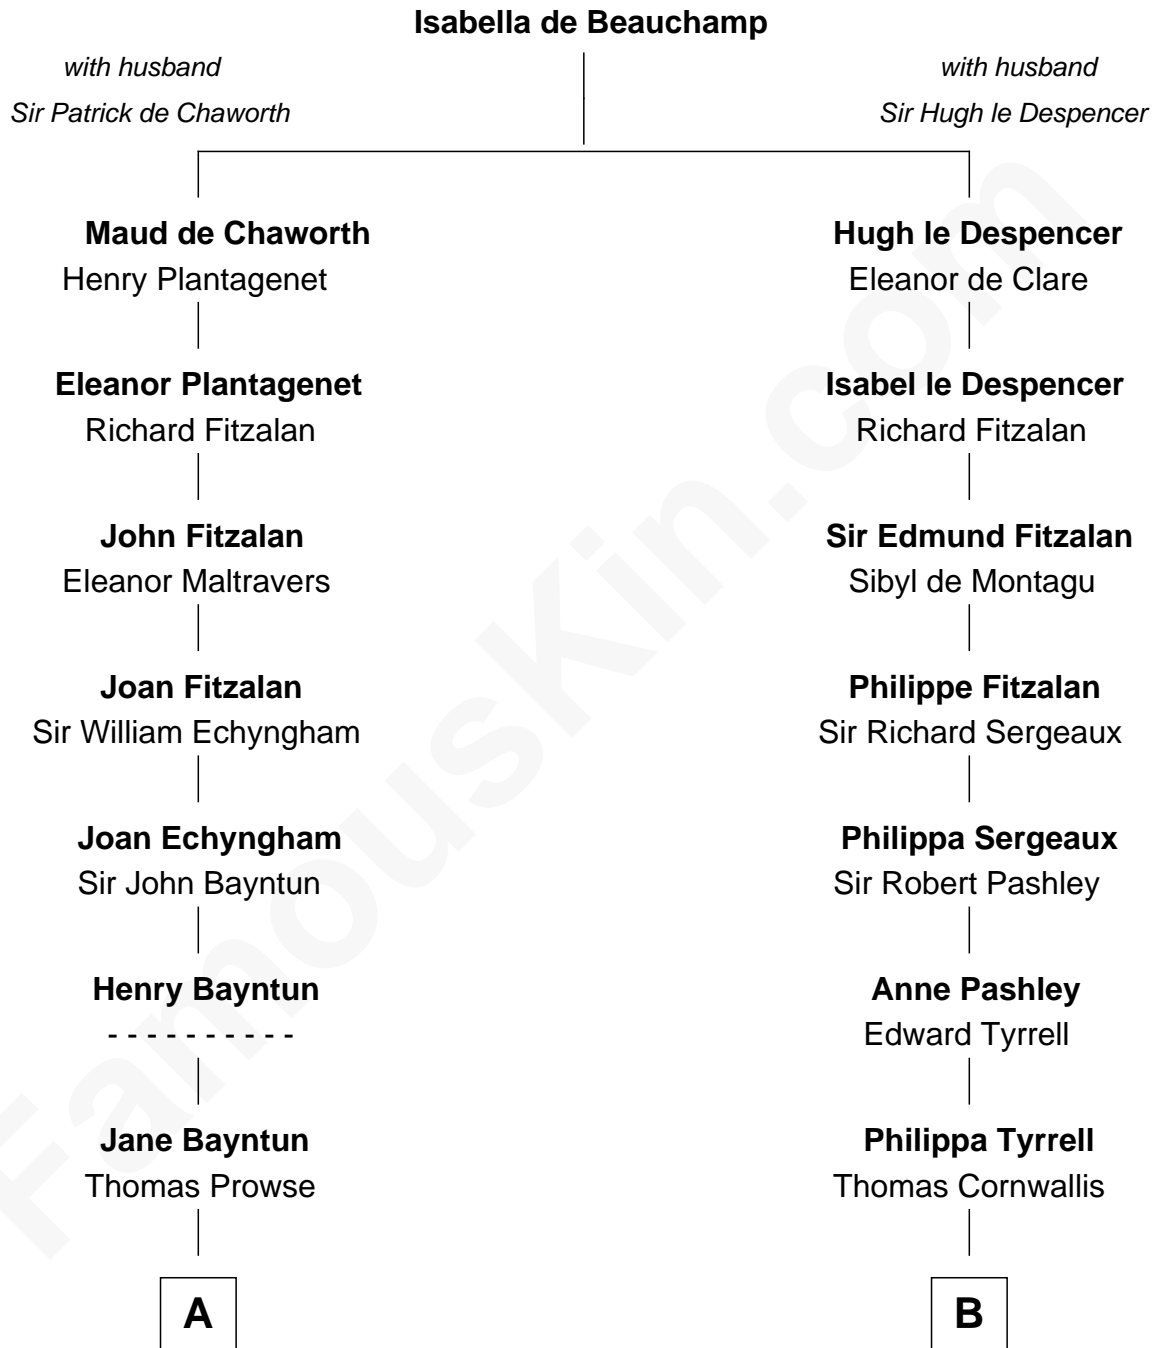 Isabella de Beauchamp
with husband
Sir Patrick de Chaworth
with husband
Sir Hugh le Despencer
Maud de Chaworth
Henry Plantagenet
Hugh le Despencer
Eleanor de Clare
Eleanor Plantagenet
Richard Fitzalan
Isabel le Despencer
Richard Fitzalan
John Fitzalan
Eleanor Maltravers
Sir Edmund Fitzalan
Sibyl de Montagu
Joan Fitzalan
Sir William Echyngham
Philippe Fitzalan
Sir Richard Sergeaux
Joan Echyngham
Sir John Bayntun
Philippa Sergeaux
Sir Robert Pashley
Henry Bayntun
- - - - - - - - - -
Anne Pashley
Edward Tyrrell
Jane Bayntun
Thomas Prowse
Philippa Tyrrell
Thomas Cornwallis
A
B
FamousKin.com